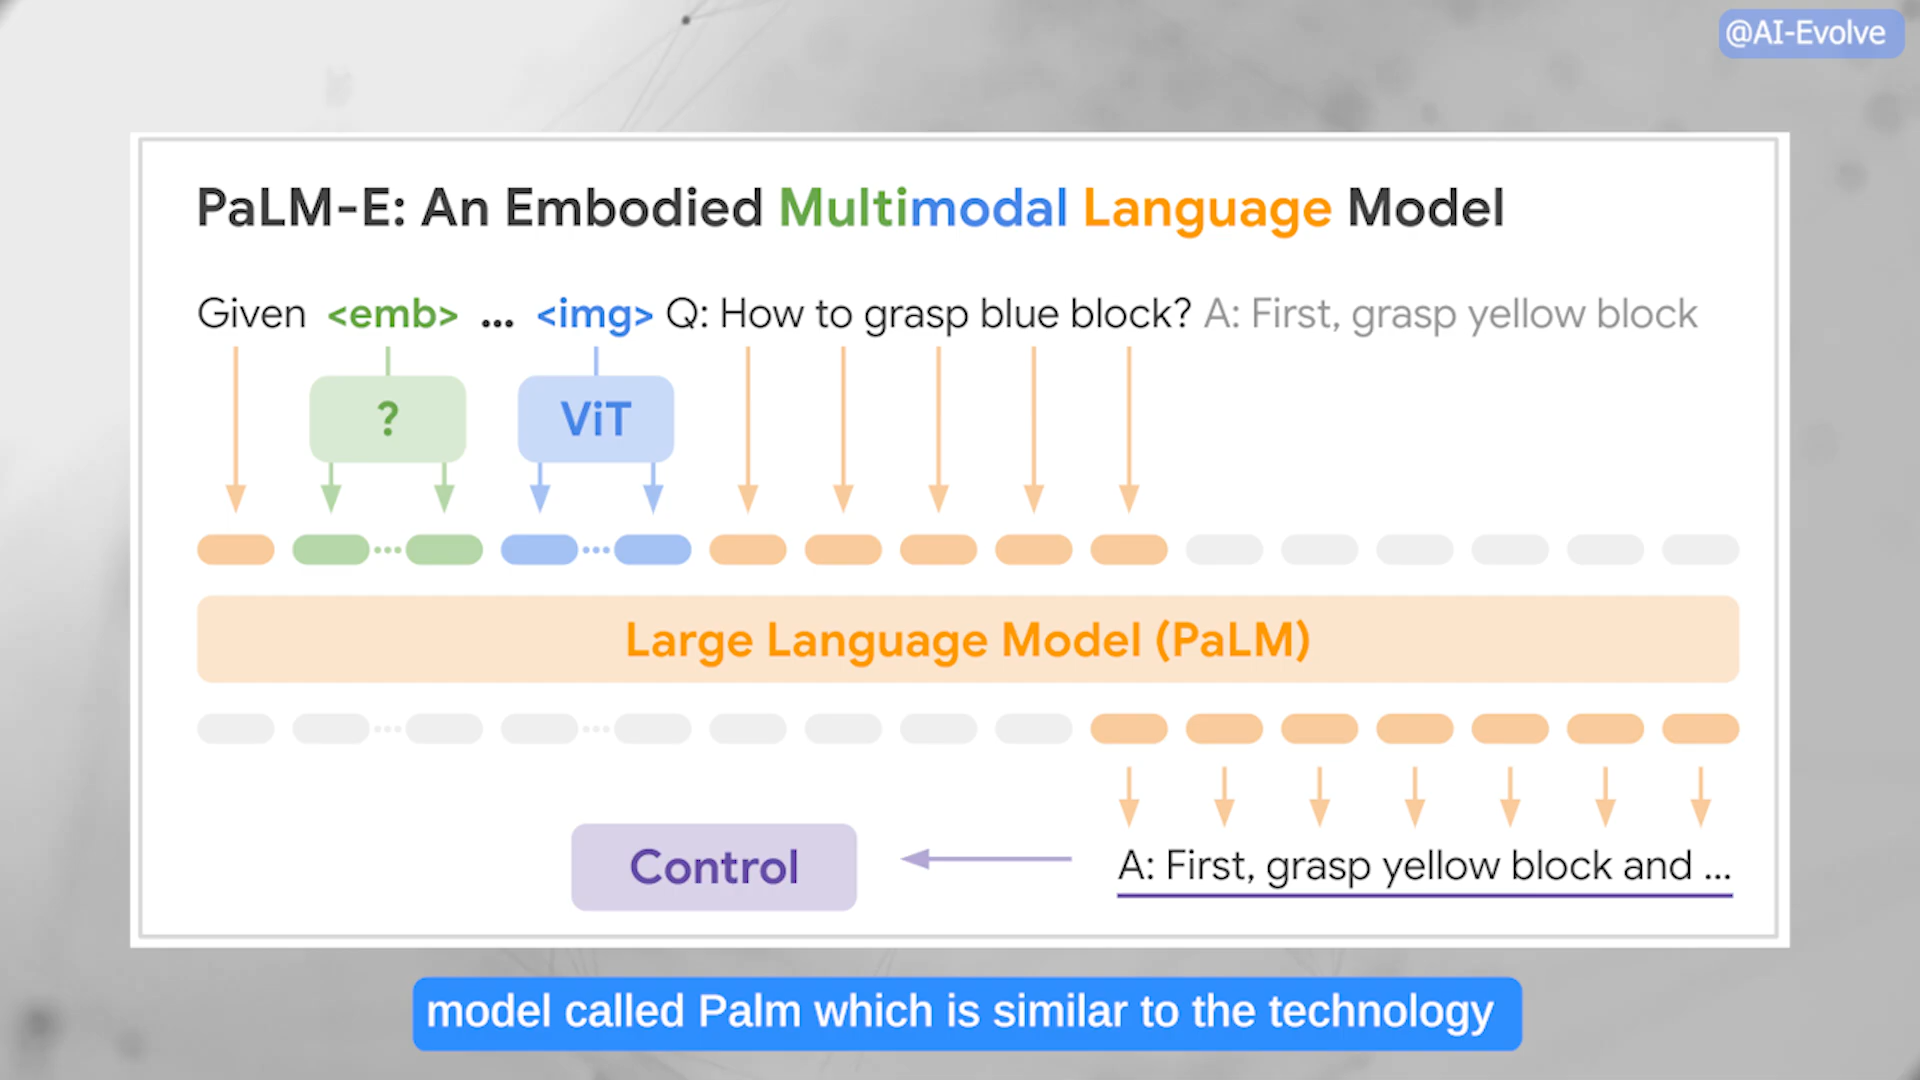 @AI-Evolve
PaLM-E: An Embodied Multimodal Language Model
Given <emb> ... <img> Q: How to grasp blue block? A: First, grasp yellow block
? ViT
Large Language Model (PaLM)
Control
A: First, grasp yellow block and ...
model called Palm which is similar to the technology